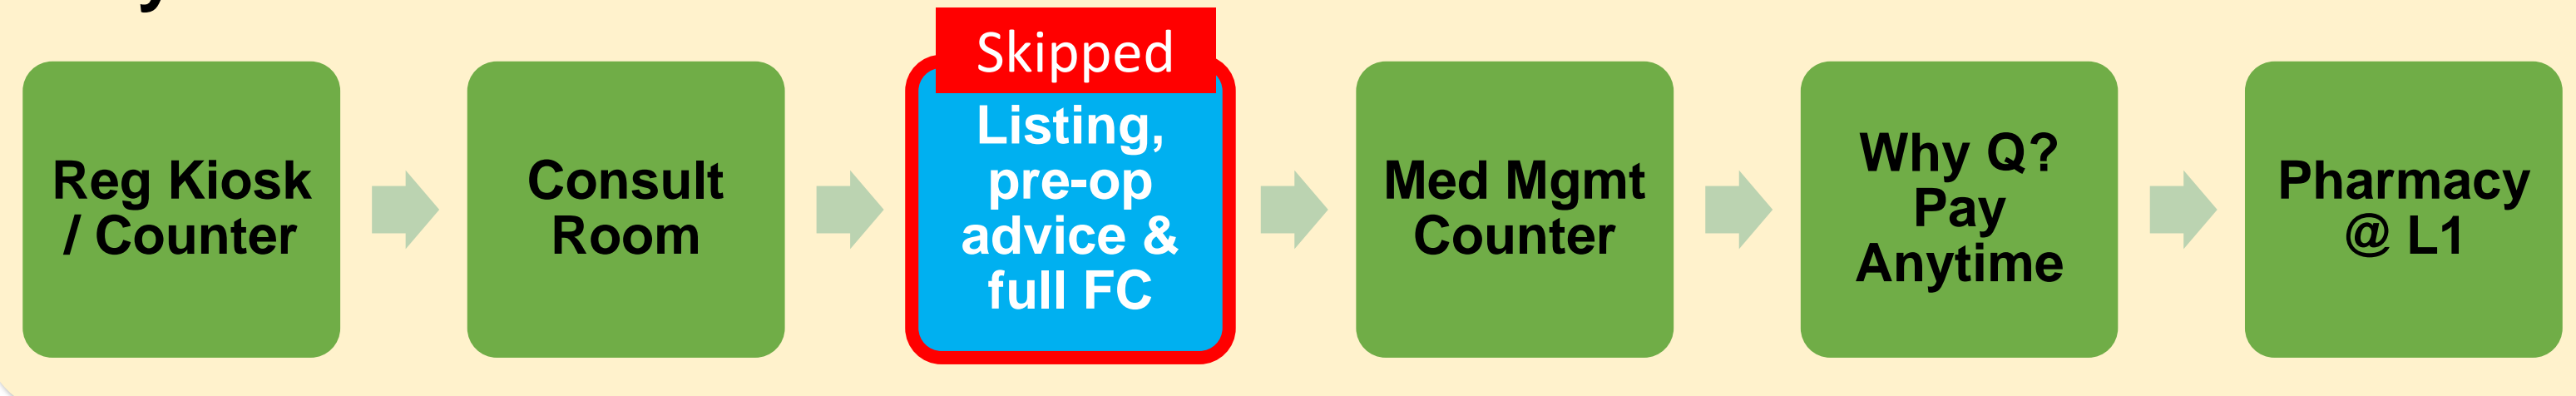 Reg Kiosk
/ Counter
Consult
Room
Skipped
Listing,
pre-op
advice &
full FC
Med Mgmt
Counter
Why Q?
Pay
Anytime
Pharmacy
@ L1